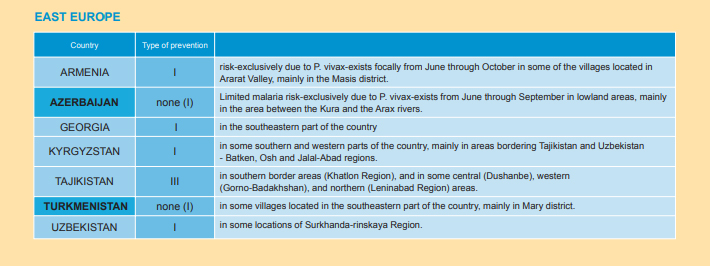 EAST EUROPE
Country Type of prevention
ARMENIA I risk-exclusively due to P. vivax-exists focally from June through October in some of the villages located in
Ararat Valley, mainly in the Masis district.
AZERBAIJAN none (I) Limited malaria risk-exclusively due to P. vivax-exists from June through September in lowland areas, mainly
in the area between the Kura and the Arax rivers.
GEORGIA I in the southeastern part of the country
KYRGYZSTAN I in some southern and western parts of the country, mainly in areas bordering Tajikistan and Uzbekistan
- Batken, Osh and Jalal-Abad regions.
TAJIKISTAN III in southern border areas (Khatlon Region), and in some central (Dushanbe), western
(Gorno-Badakhshan), and northern (Leninabad Region) areas.
TURKMENISTAN none (I) in some villages located in the southeastern part of the country, mainly in Mary district.
UZBEKISTAN I in some locations of Surkhanda-rinskaya Region.